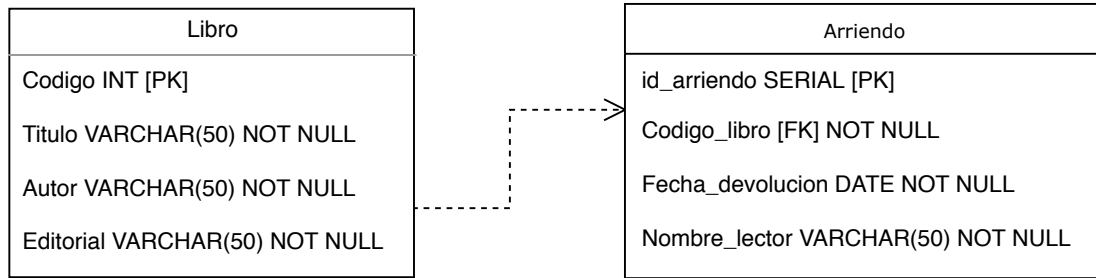 Libro
Codigo INT [PK]
Titulo VARCHAR(50) NOT NULL
Autor VARCHAR(50) NOT NULL
Editorial VARCHAR(50) NOT NULL
Arriendo
id_arriendo SERIAL [PK]
Codigo_libro [FK] NOT NULL
Fecha_devolucion DATE NOT NULL
Nombre_lector VARCHAR(50) NOT NULL